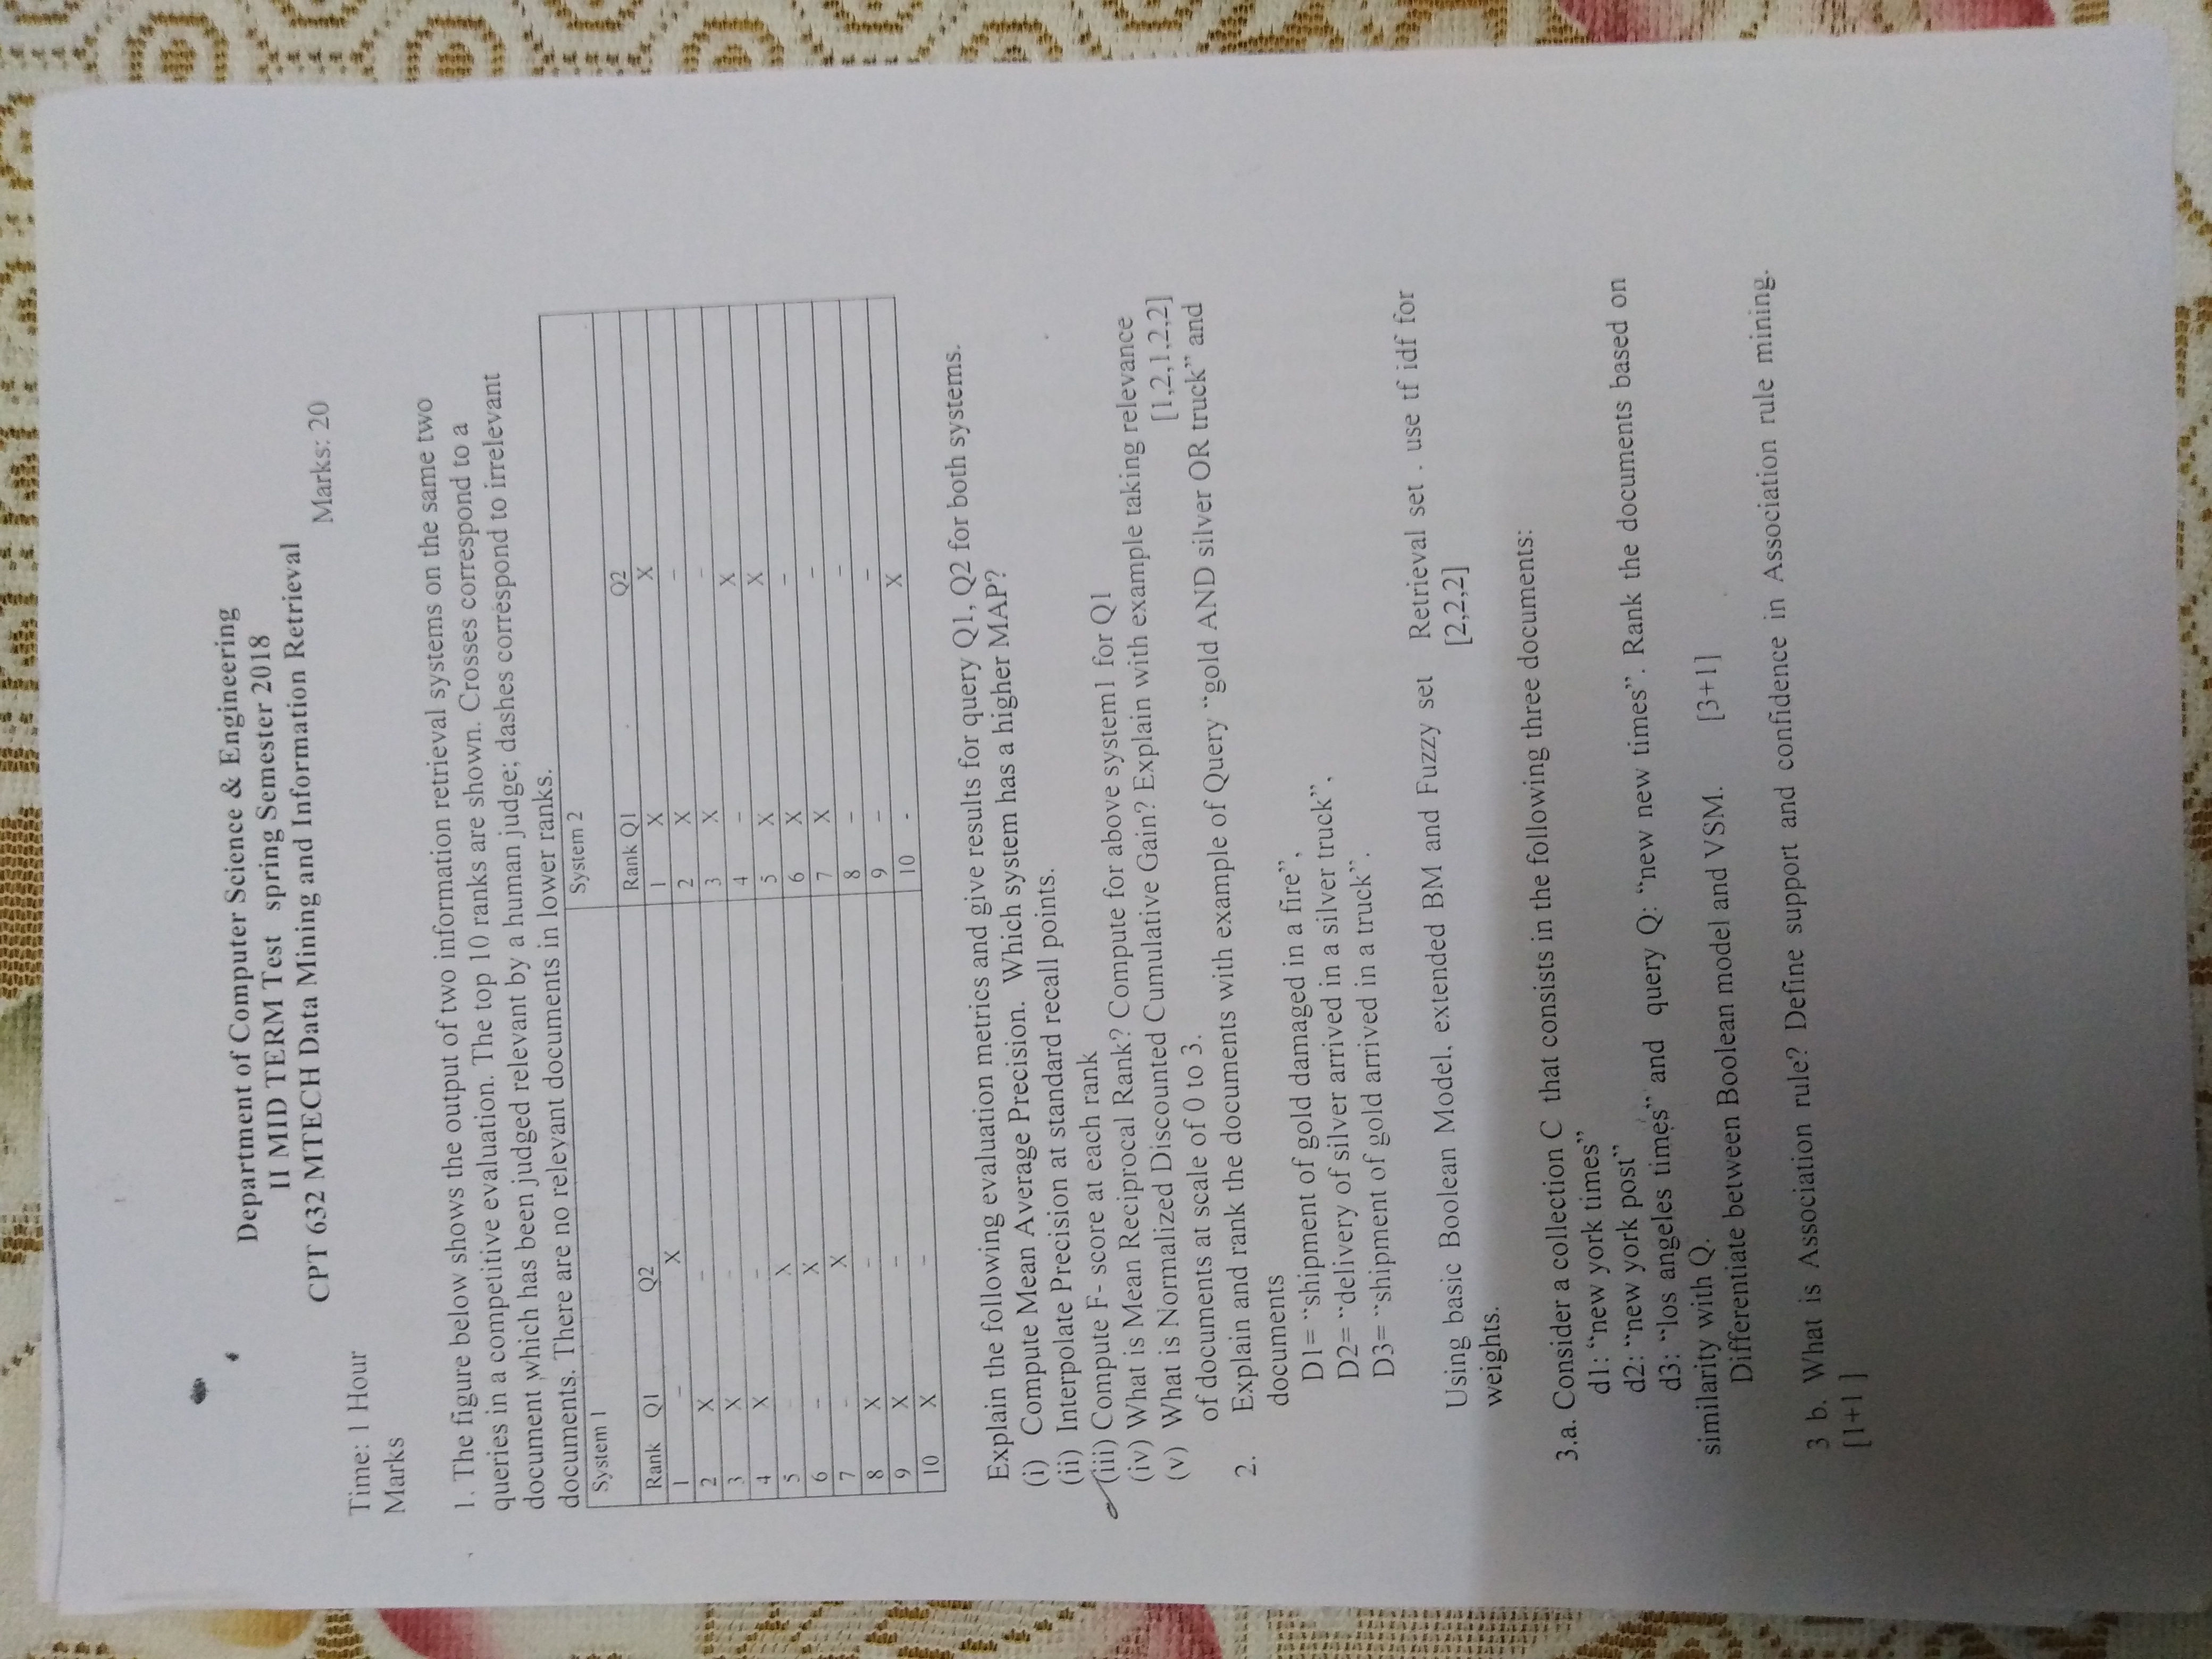 Department of Computer Science & Engineering
II MID TERM Test spring Semester 2018
CPT 632 MTECH Data Mining and Information Retrieval
Time: 1 Hour Marks: 20
Marks
1. The figure below shows the output of two information retrieval systems on the same two
queries in a competitive evaluation. The top 10 ranks are shown. Crosses correspond to a
document which has been judged relevant by a human judge; dashes correspond to irrelevant
documents. There are no relevant documents in lower ranks.
System 1 System 2
Rank Q1 Q2 Rank Q1 Q2
1 – X 1 X X
2 X – 2 X –
3 X – 3 X –
4 X – 4 – X
5 - X 5 X X
6 – X 6 X –
7 – X 7 X –
8 X – 8 – –
9 X – 9 – –
10 X – 10 - X
Explain the following evaluation metrics and give results for query Q1, Q2 for both systems.
(i) Compute Mean Average Precision. Which system has a higher MAP?
(ii) Interpolate Precision at standard recall points.
(iii) Compute F- score at each rank
(iv) What is Mean Reciprocal Rank? Compute for above system1 for Q1
(v) What is Normalized Discounted Cumulative Gain? Explain with example taking relevance
of documents at scale of 0 to 3. [1,2,1,2,2]
2. Explain and rank the documents with example of Query “gold AND silver OR truck” and
documents
D1= “shipment of gold damaged in a fire”,
D2= “delivery of silver arrived in a silver truck”,
D3= “shipment of gold arrived in a truck”.
Using basic Boolean Model, extended BM and Fuzzy set Retrieval set . use tf idf for
weights. [2,2,2]
3.a. Consider a collection C that consists in the following three documents:
d1: “new york times”
d2: “new york post”
d3: “los angeles times” and query Q: “new new times”. Rank the documents based on
similarity with Q.
Differentiate between Boolean model and VSM. [3+1]
3 b. What is Association rule? Define support and confidence in Association rule mining.
[1+1 ]